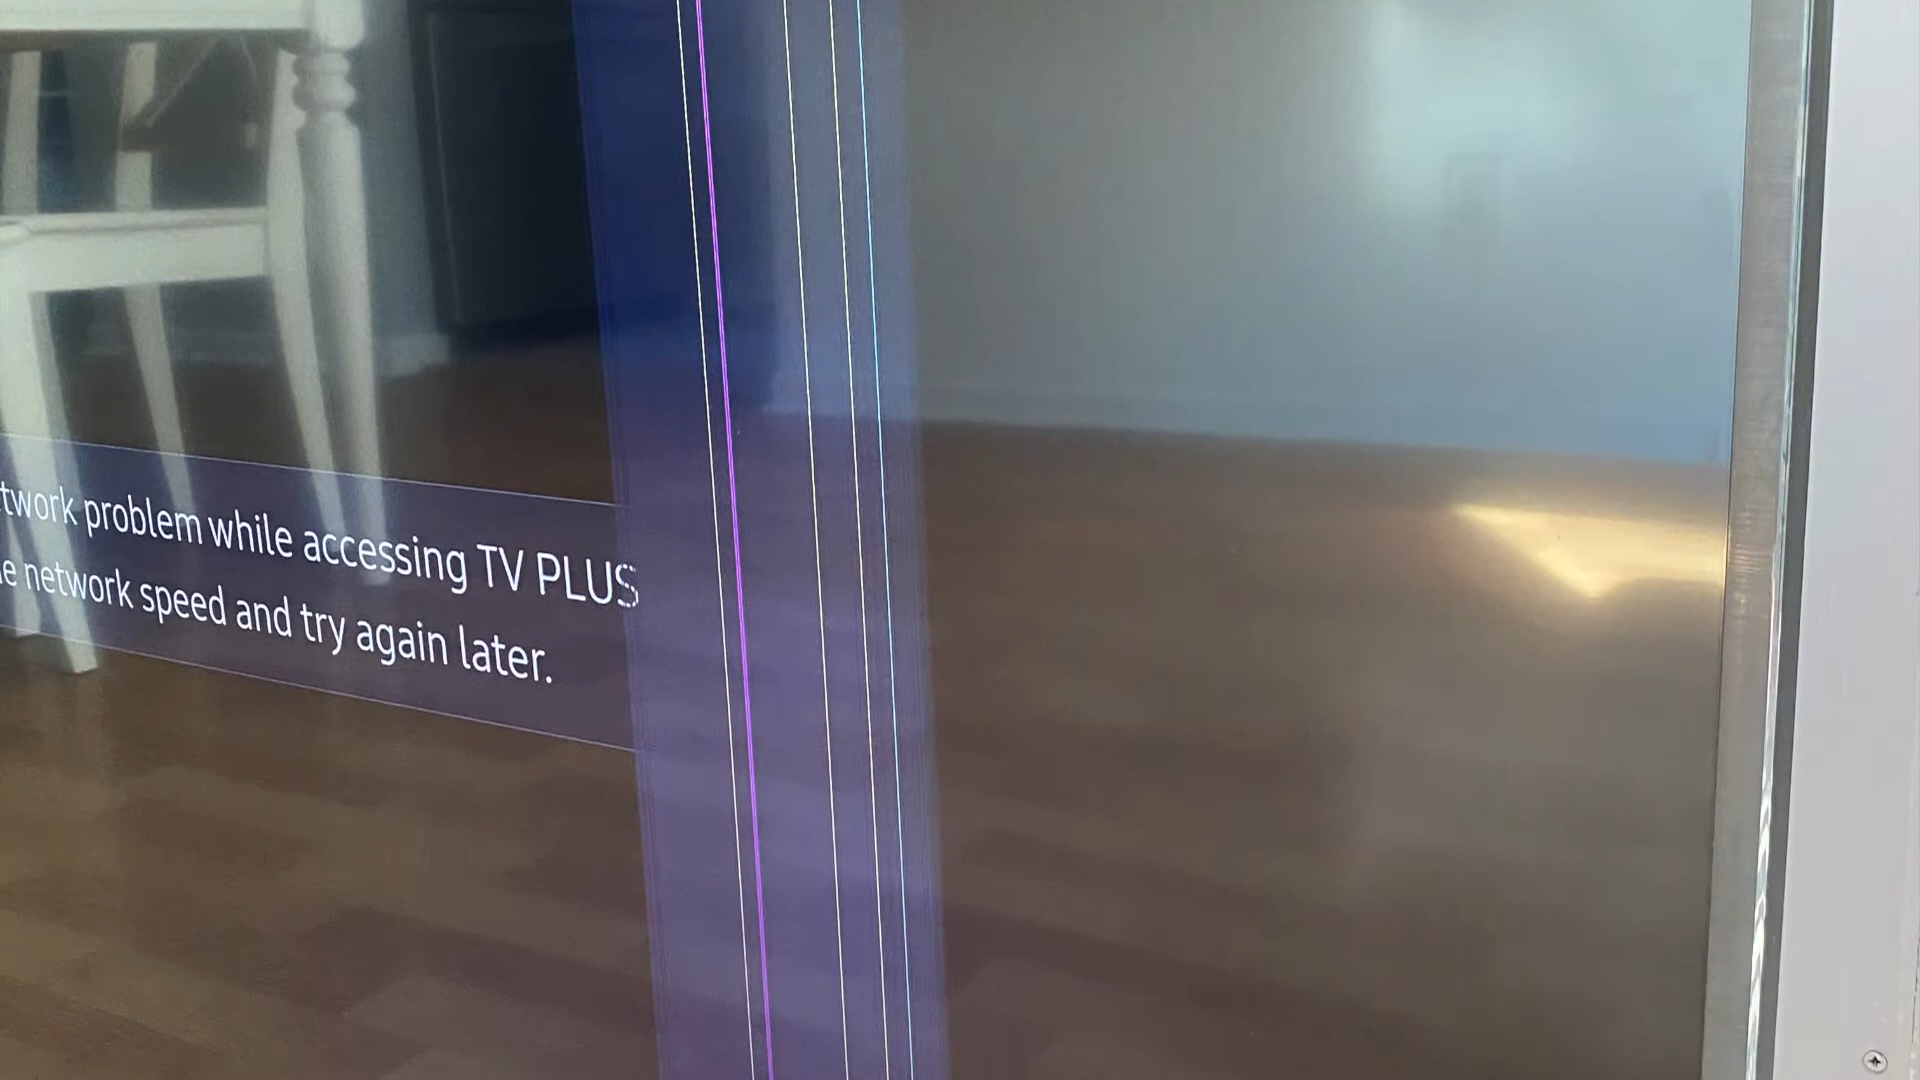 twork problem while accessing TV PLUS
e network speed and try again later.